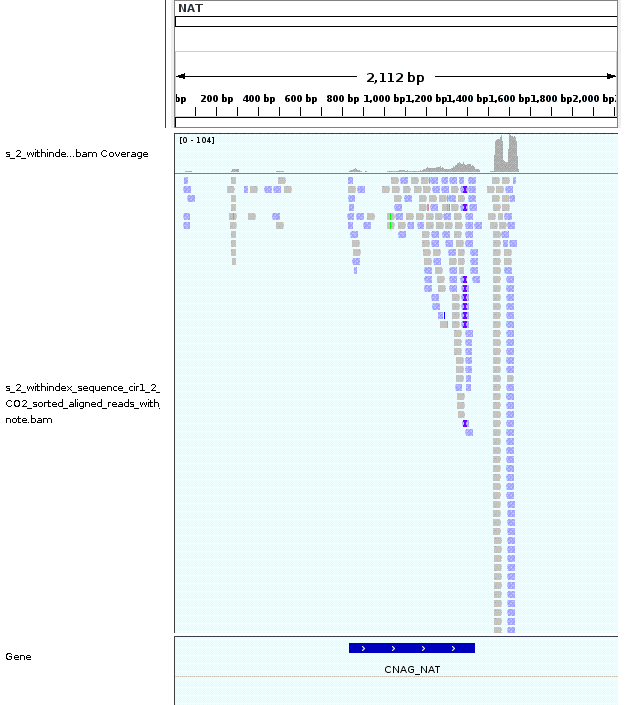 NAT
2,112 bp
bp 200 bp 400 bp 600 bp 800 bp 1,000 bp 1,200 bp 1,400 bp 1,600 bp 1,800 bp 2,000 bp
[0 - 104]
s_2_withinde...bam Coverage
s_2_withindex_sequence_cir1_2_
CO2_sorted_aligned_reads_with_
note.bam
Gene
CNAG_NAT